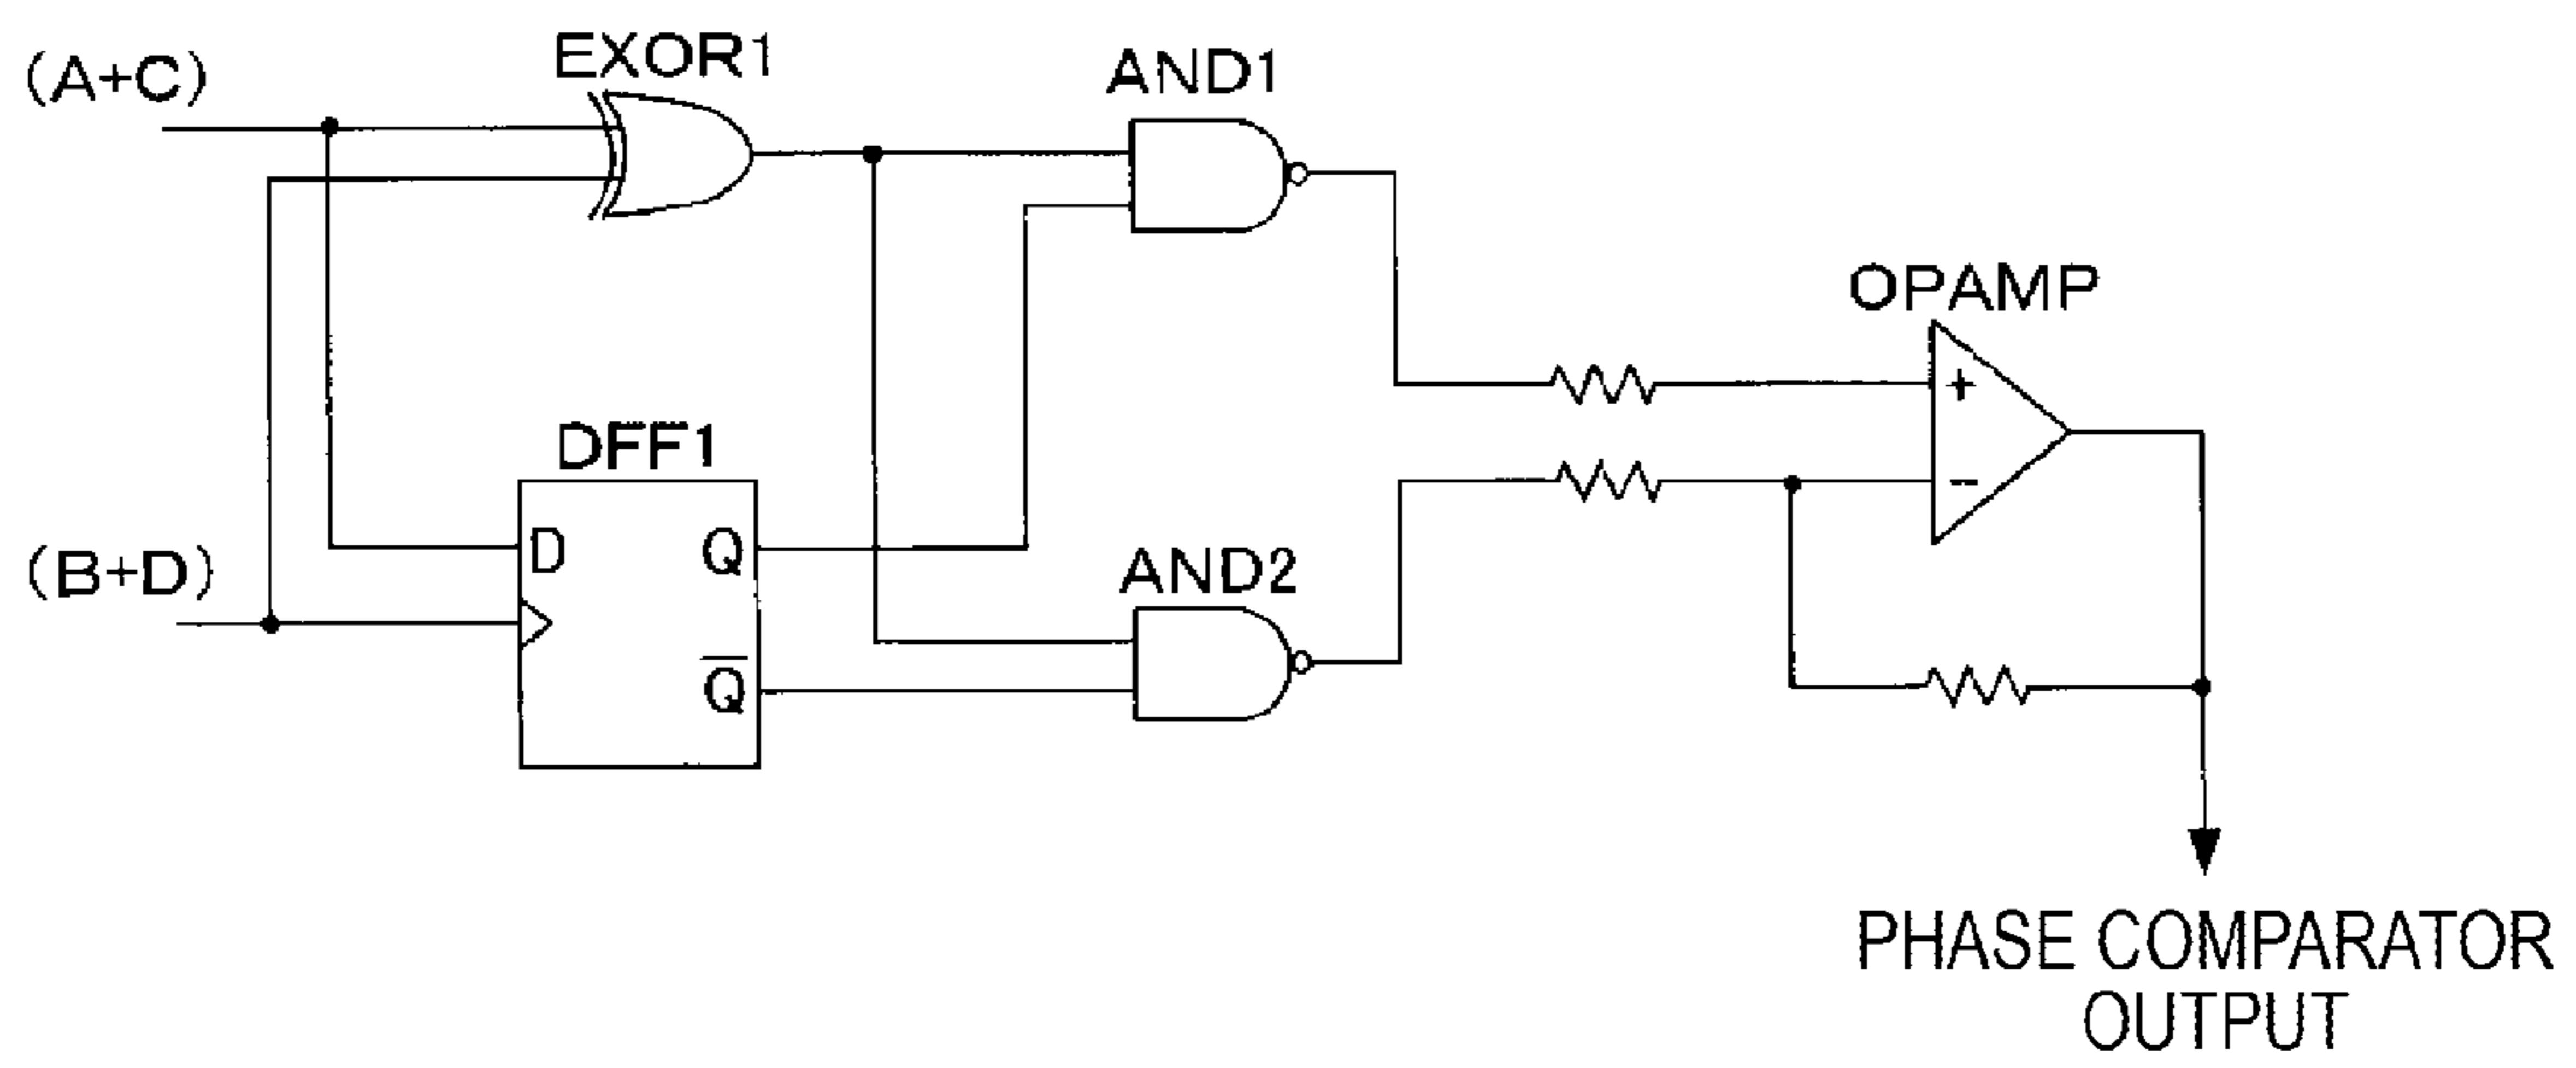 (A+C)
EXOR1
AND1
OPAMP
+
−
DFF1
D
Q
Q̅
(B+D)
AND2
PHASE COMPARATOR
OUTPUT